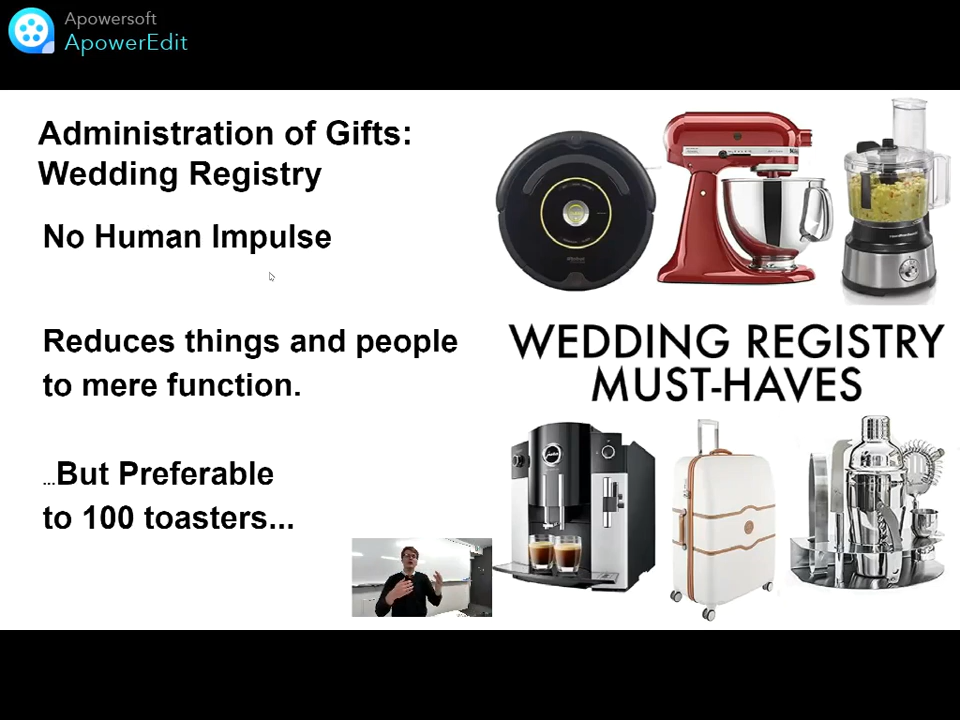 Apowersoft
ApowerEdit
Administration of Gifts:
Wedding Registry
No Human Impulse
Reduces things and people
to mere function.
...But Preferable
to 100 toasters...
WEDDING REGISTRY
MUST-HAVES
jura